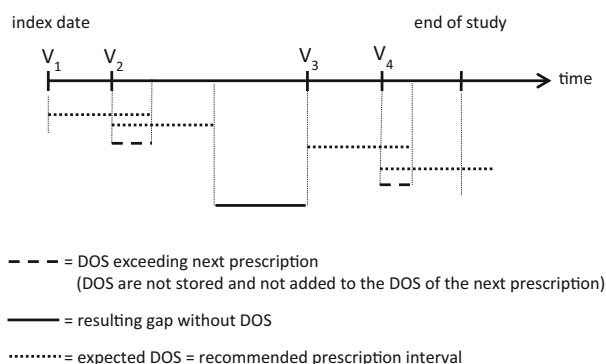 index date end of study
V1 V2 V3 V4
time
= DOS exceeding next prescription
(DOS are not stored and not added to the DOS of the next prescription)
= resulting gap without DOS
= expected DOS = recommended prescription interval